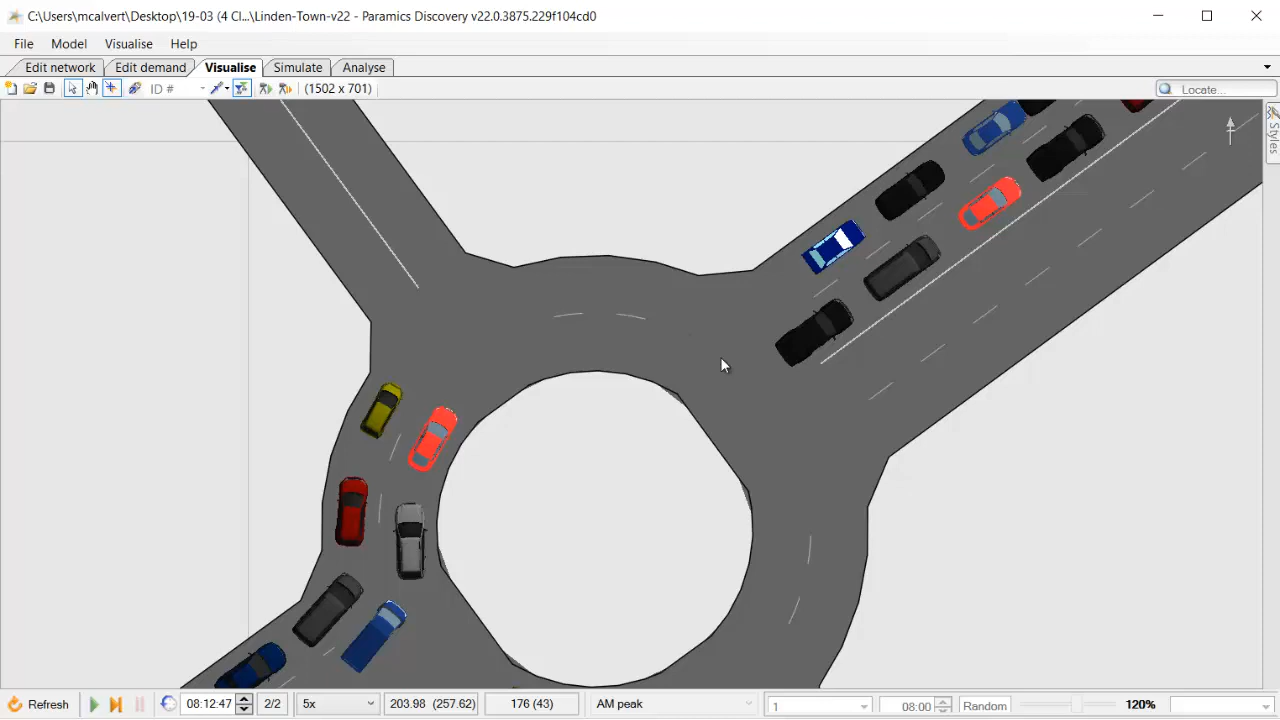 C:\Users\mcalvert\Desktop\19-03 (4 Cl...\Linden-Town-v22 - Paramics Discovery v22.0.3875.229f104cd0
File Model Visualise Help
Edit network Edit demand Visualise Simulate Analyse
ID # (1502 x 701) Locate...
Styles
Refresh 08:12:47 2/2 5x 203.98 (257.62) 176 (43) AM peak 1 08:00 Random 120%